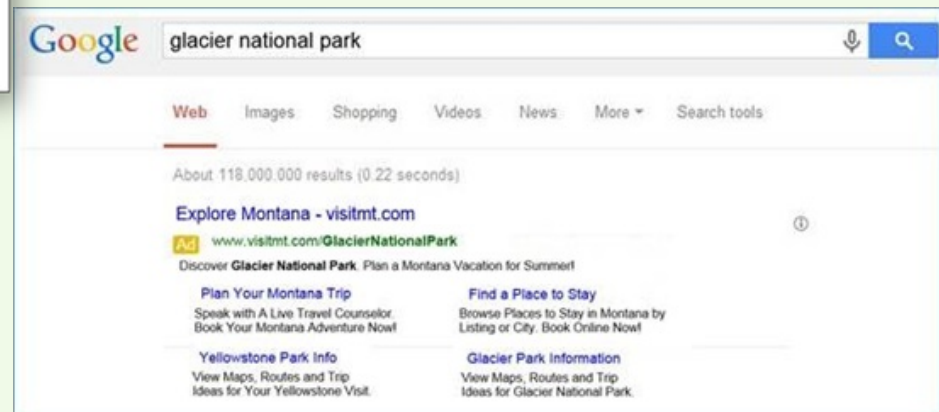 Google glacier national park
Web Images Shopping Videos News More Search tools
About 118,000,000 results (0.22 seconds)
Explore Montana - visitmt.com
Ad www.visitmt.com/GlacierNationalPark
Discover Glacier National Park. Plan a Montana Vacation for Summer!
Plan Your Montana Trip
Speak with A Live Travel Counselor.
Book Your Montana Adventure Now!
Find a Place to Stay
Browse Places to Stay in Montana by
Listing or City. Book Online Now!
Yellowstone Park Info
View Maps, Routes and Trip
Ideas for Your Yellowstone Visit.
Glacier Park Information
View Maps, Routes and Trip
Ideas for Glacier National Park.